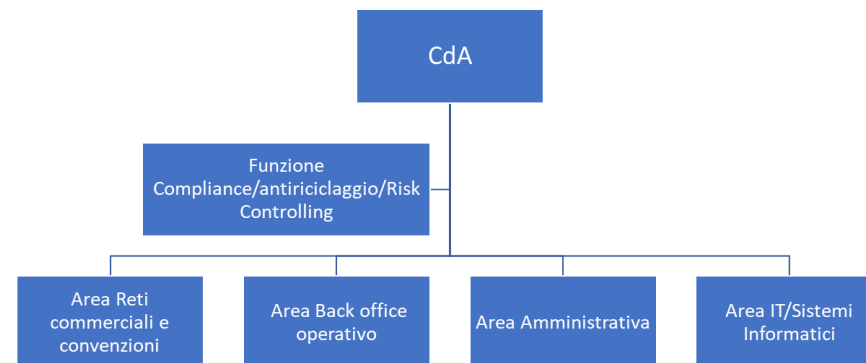 CdA
Funzione
Compliance/antiriciclaggio/Risk
Controlling
Area Reti
commerciali e
convenzioni
Area Back office
operativo
Area Amministrativa
Area IT/Sistemi
Informatici